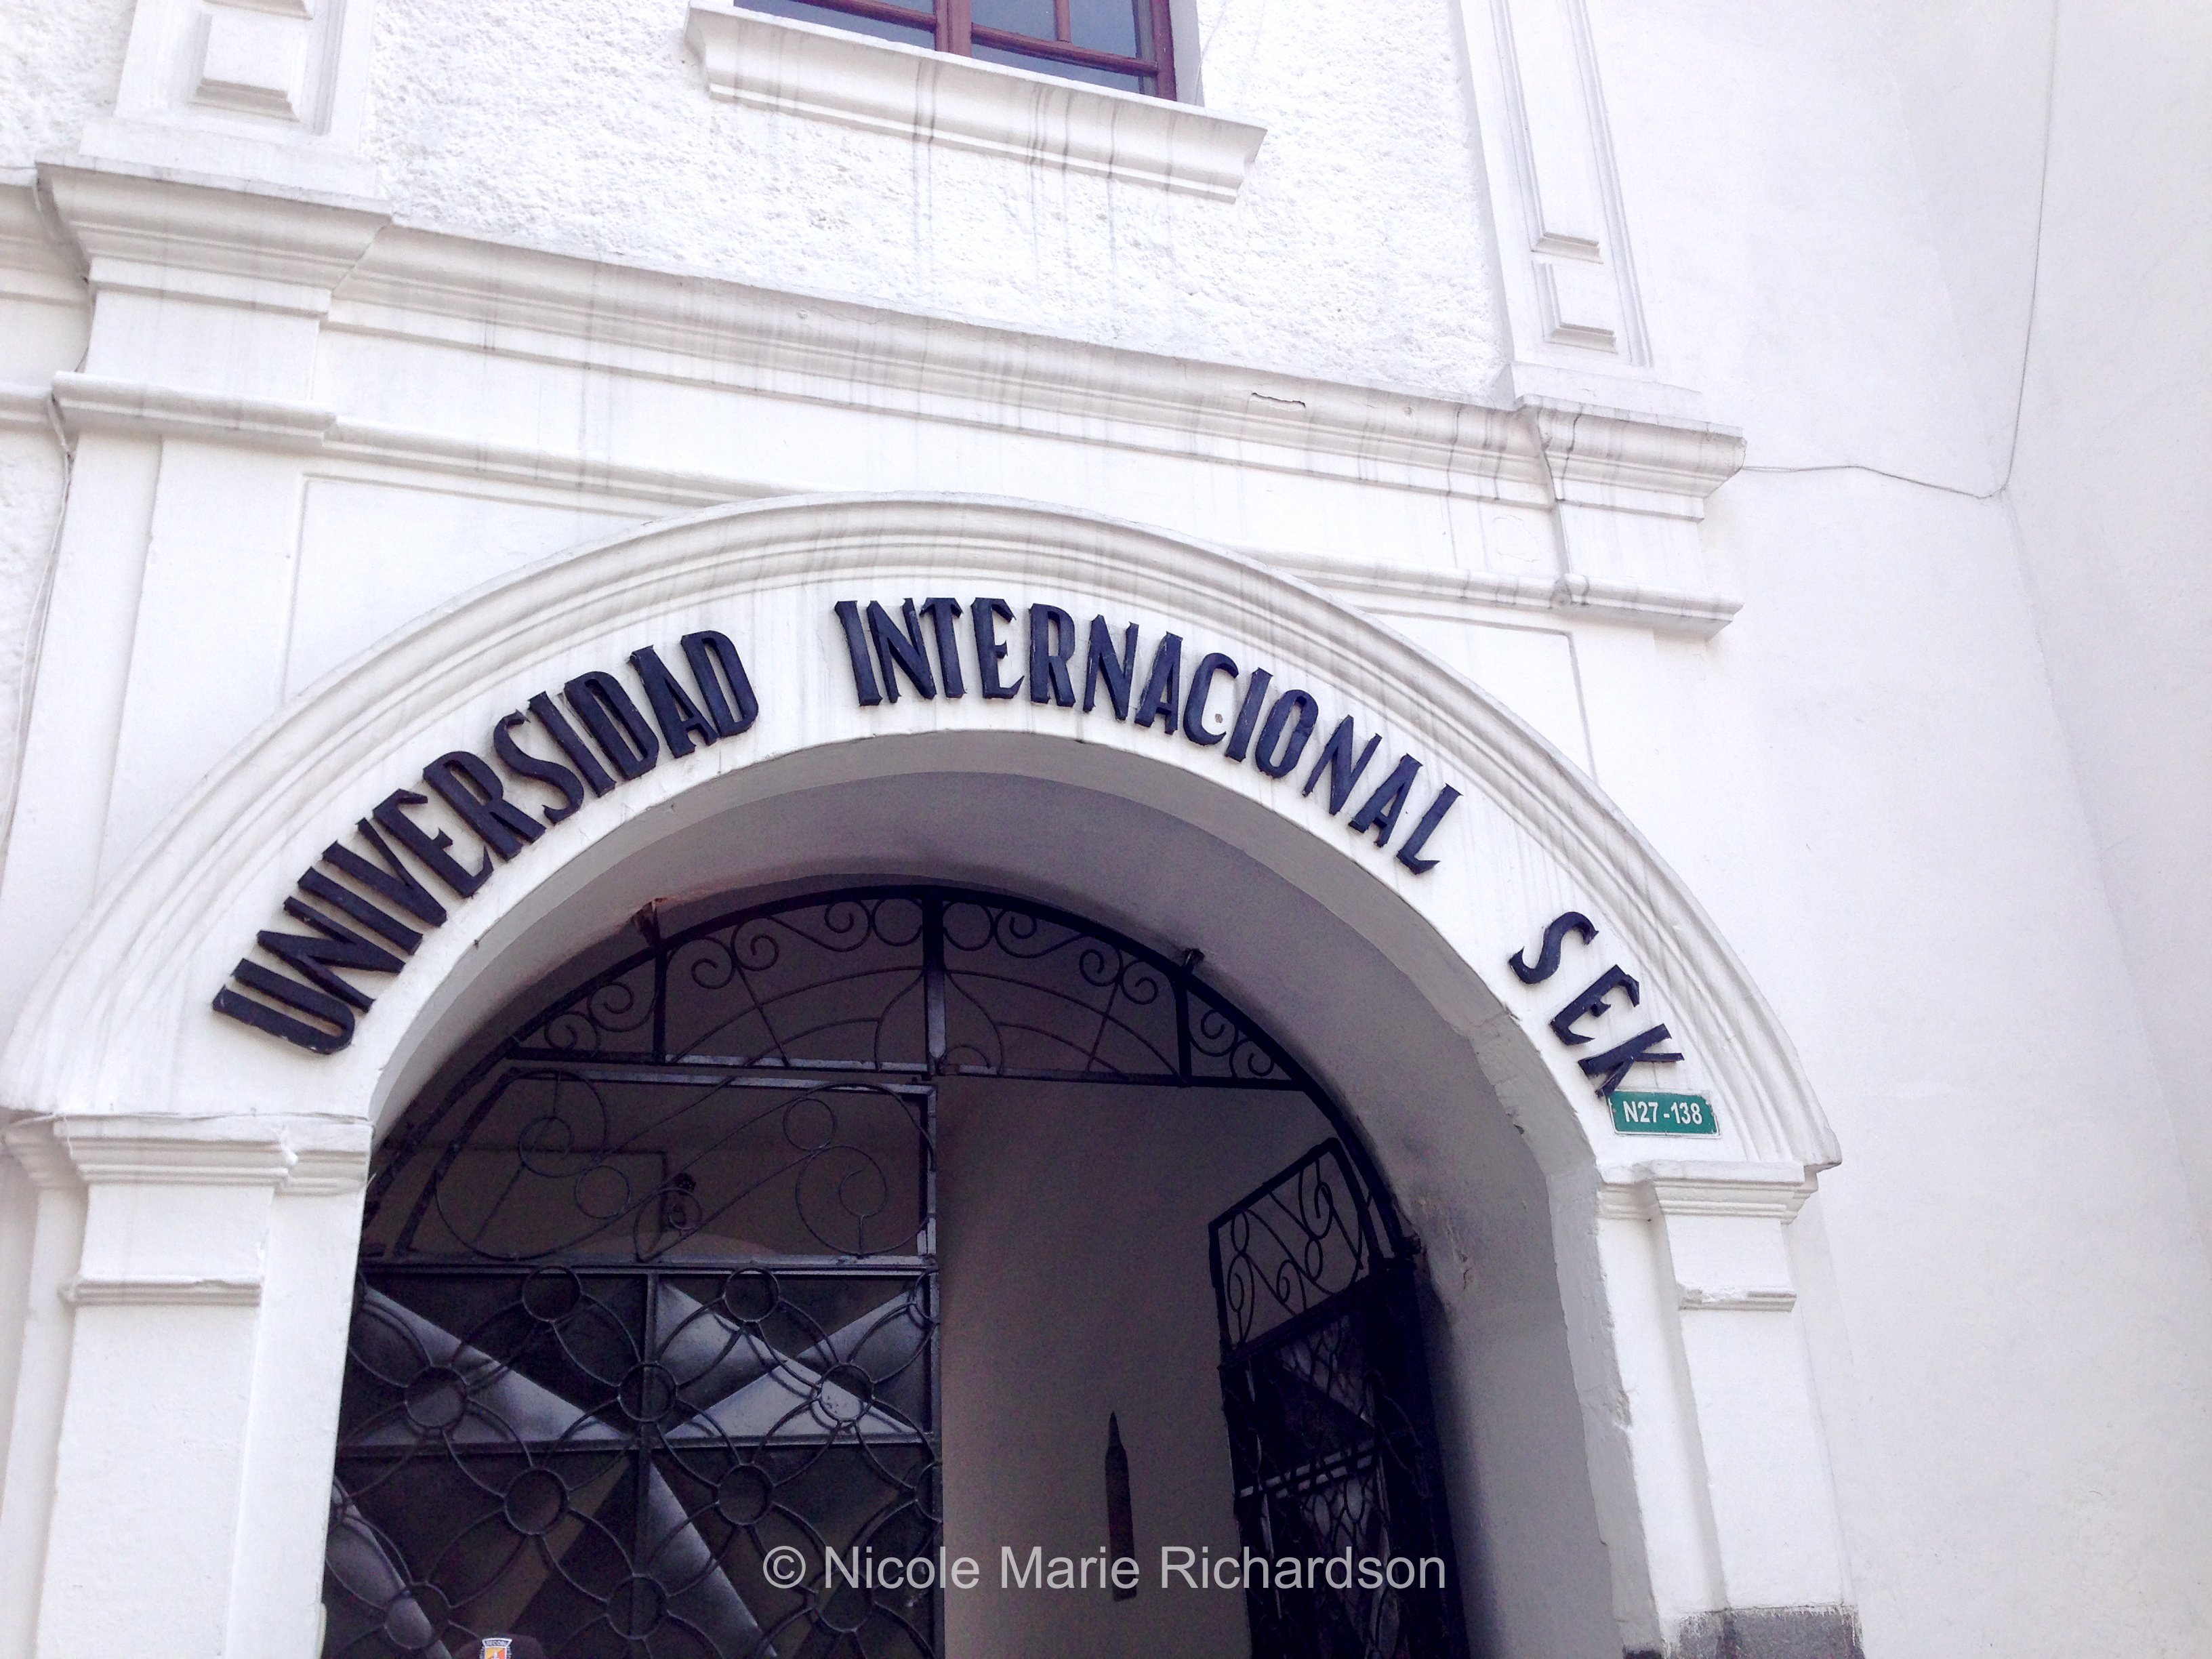 UNIVERSIDAD INTERNACIONAL SEK
N27-138
© Nicole Marie Richardson